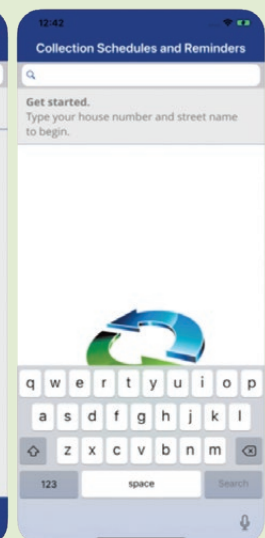 12:42
Collection Schedules and Reminders
Get started.
Type your house number and street name
to begin.
q w e r t y u i o p
a s d f g h j k l
z x c v b n m
123 space Search